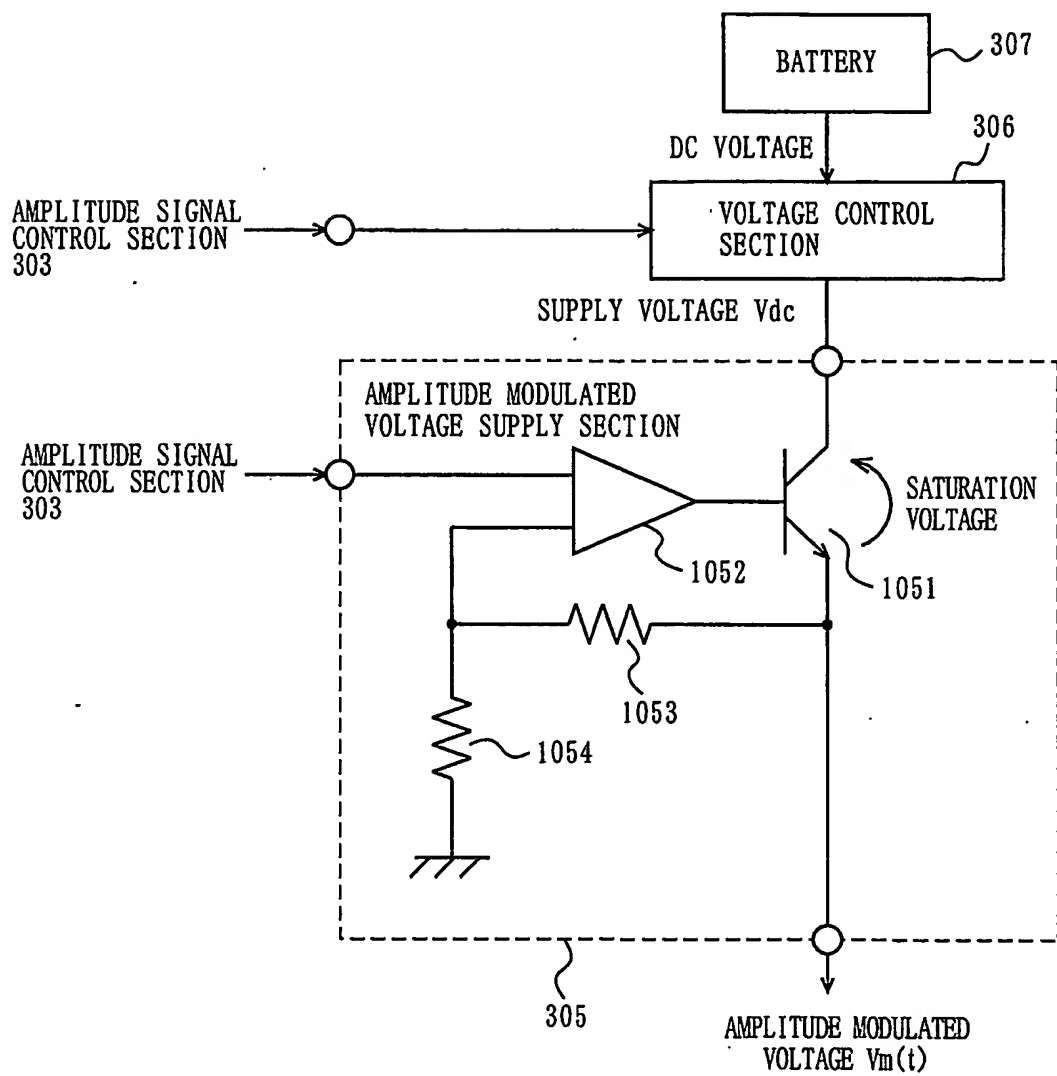 BATTERY
307
DC VOLTAGE
306
AMPLITUDE SIGNAL
CONTROL SECTION
303
VOLTAGE CONTROL
SECTION
SUPPLY VOLTAGE Vdc
AMPLITUDE MODULATED
VOLTAGE SUPPLY SECTION
AMPLITUDE SIGNAL
CONTROL SECTION
303
SATURATION
VOLTAGE
1052
1051
1053
1054
305
AMPLITUDE MODULATED
VOLTAGE Vm(t)